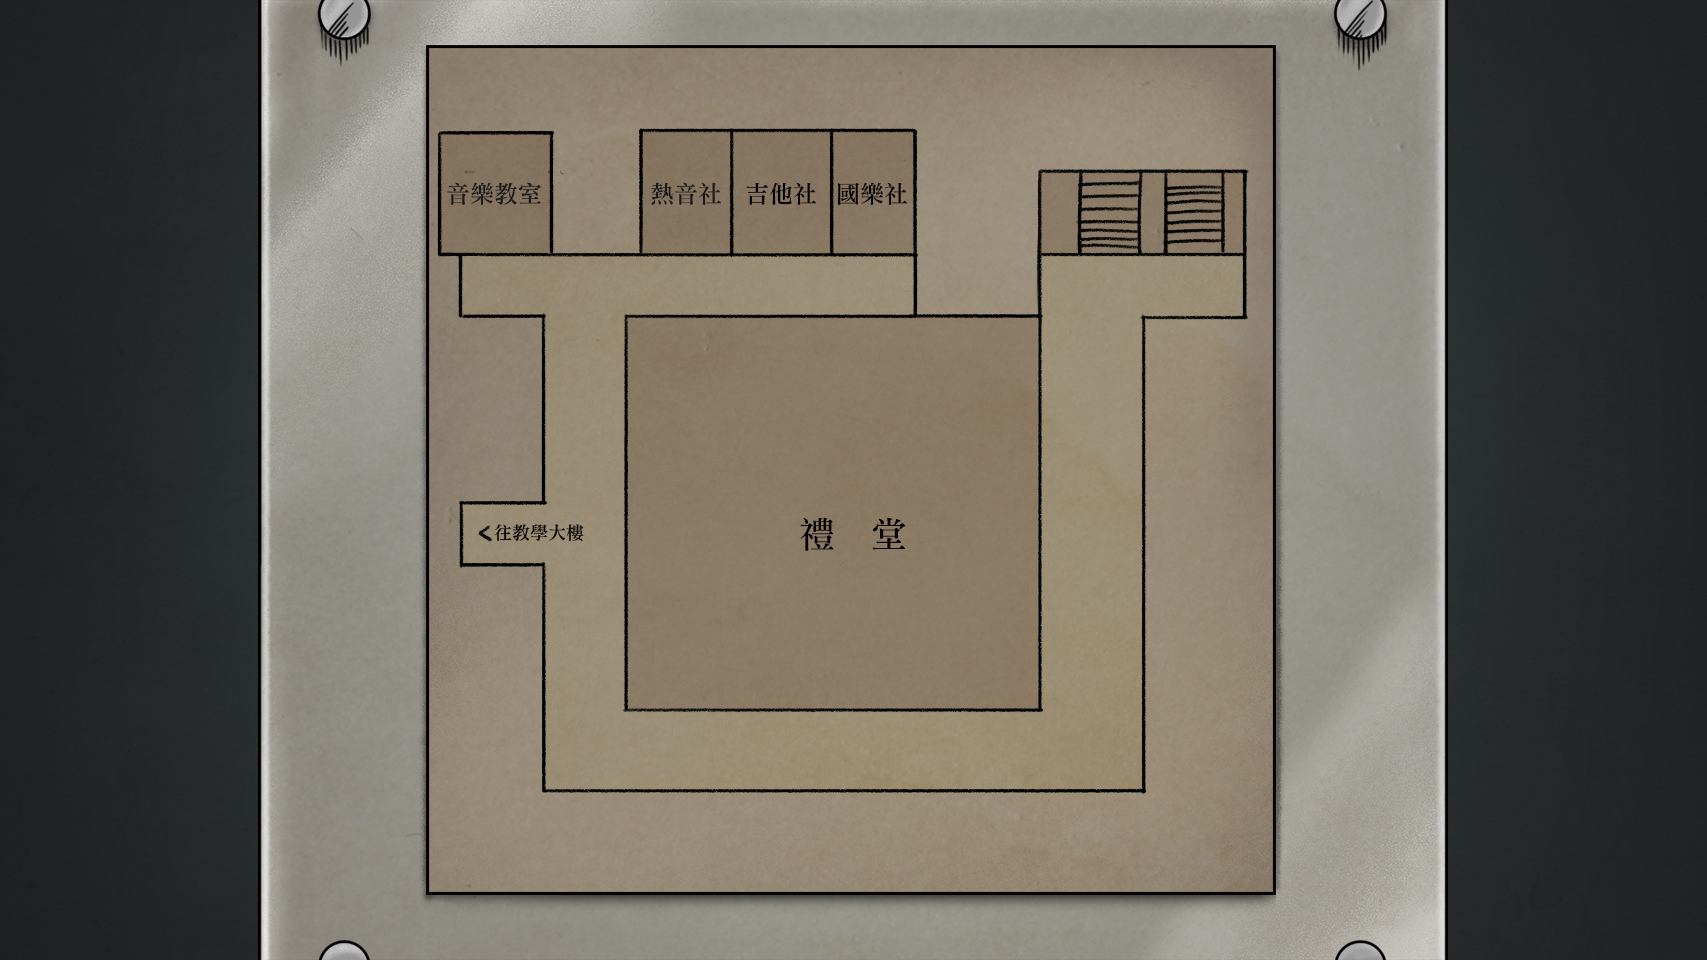 音樂教室
熱音社
吉他社
國樂社
<往教學大樓
禮堂